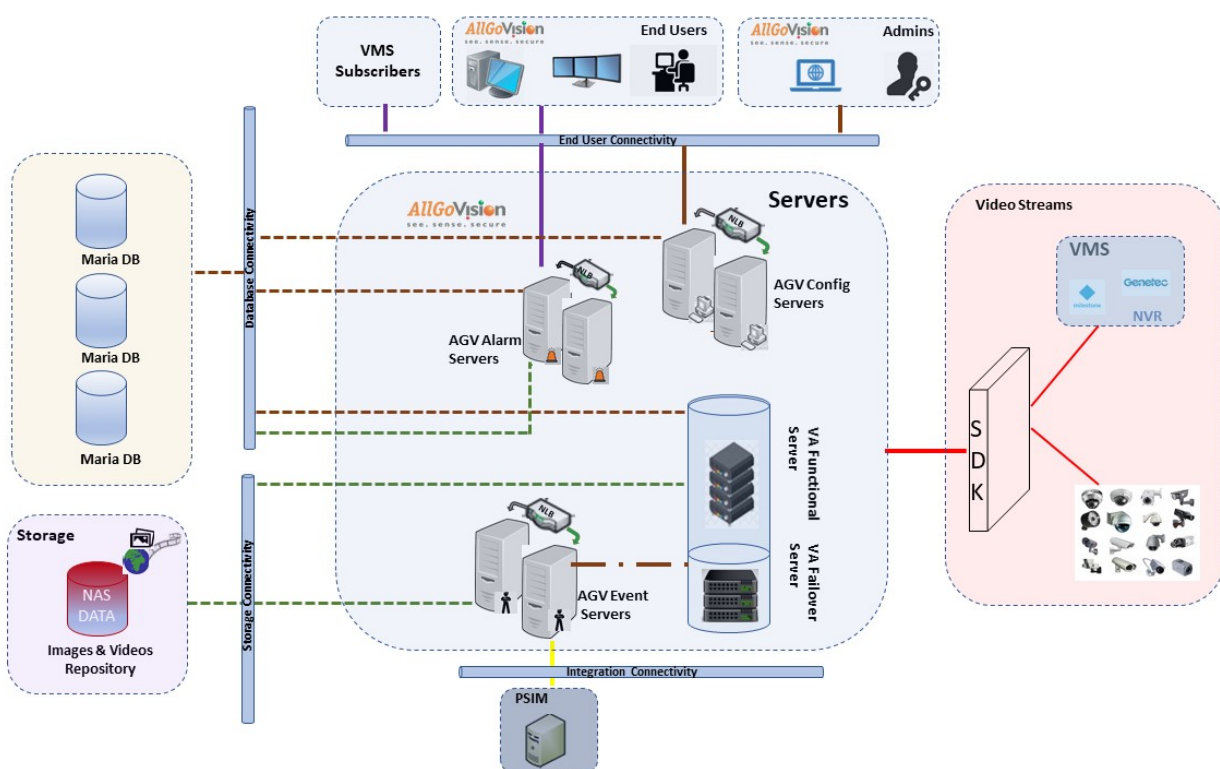 VMS
Subscribers
AllGoVision
see. sense. secure
End Users
AllGoVision
see. sense. secure
Admins
End User Connectivity
Maria DB
Maria DB
Maria DB
Database Connectivity
AllGoVision
see. sense. secure
Servers
NLB
AGV Config
Servers
NLB
AGV Alarm
Servers
VA Functional
Server
VA Failover
Server
NLB
AGV Event
Servers
Storage
NAS
DATA
Images & Videos
Repository
Storage Connectivity
Integration Connectivity
PSIM
Video Streams
VMS
milestone
Genetec
NVR
SDK